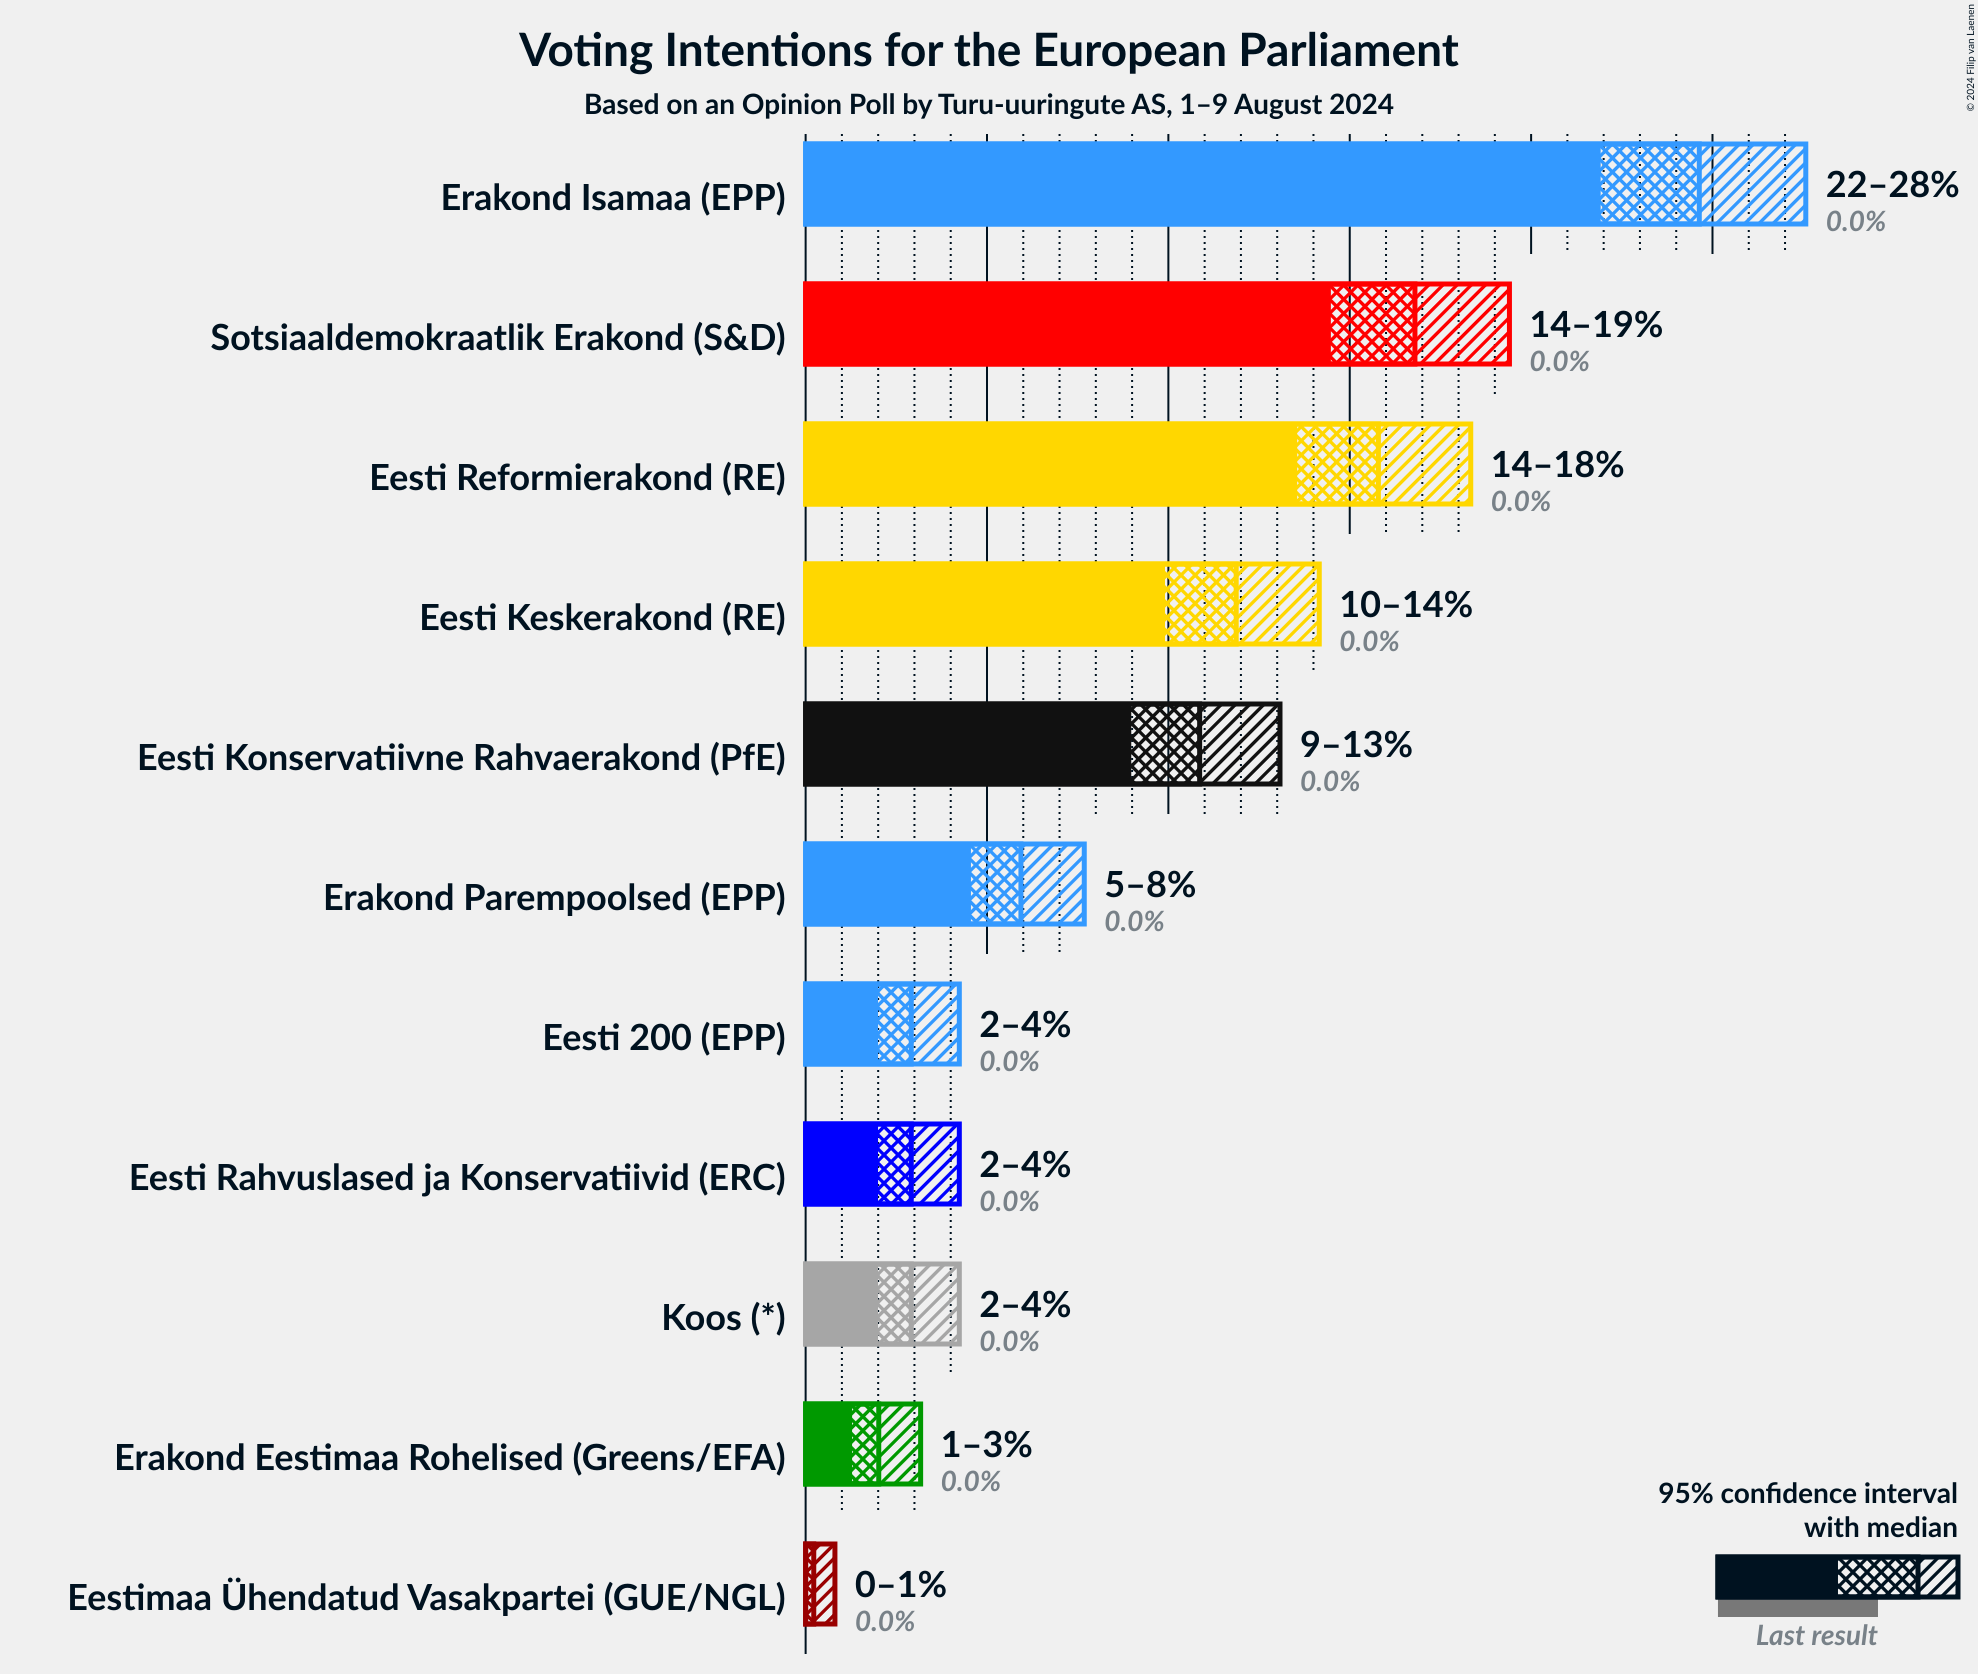 Voting Intentions for the European Parliament
Based on an Opinion Poll by Turu-uuringute AS, 1–9 August 2024
© 2024 Filip van Laenen
Erakond Isamaa (EPP)
22–28%
0.0%
Sotsiaaldemokraatlik Erakond (S&D)
14–19%
0.0%
Eesti Reformierakond (RE)
14–18%
0.0%
Eesti Keskerakond (RE)
10–14%
0.0%
Eesti Konservatiivne Rahvaerakond (PfE)
9–13%
0.0%
Erakond Parempoolsed (EPP)
5–8%
0.0%
Eesti 200 (EPP)
2–4%
0.0%
Eesti Rahvuslased ja Konservatiivid (ERC)
2–4%
0.0%
Koos (*)
2–4%
0.0%
Erakond Eestimaa Rohelised (Greens/EFA)
1–3%
0.0%
Eestimaa Ühendatud Vasakpartei (GUE/NGL)
0–1%
0.0%
95% confidence interval
with median
Last result